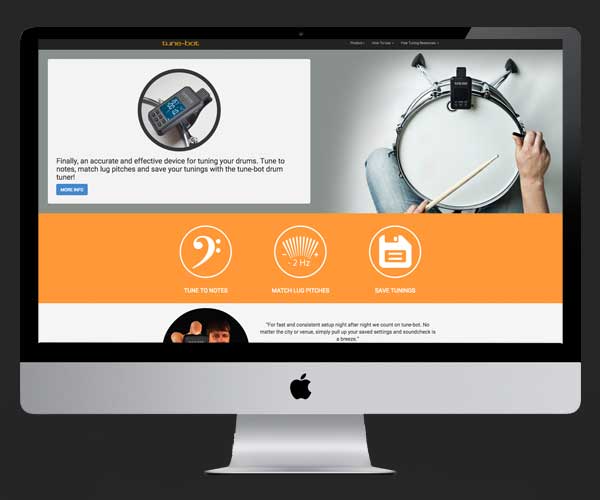 tune-bot
Products How To Use Free Tuning Resources
Finally, an accurate and effective device for tuning your drums. Tune to
notes, match lug pitches and save your tunings with the tune-bot drum
tuner!
MORE INFO
- +
- 2 Hz
TUNE TO NOTES MATCH LUG PITCHES SAVE TUNINGS
"For fast and consistent setup night after night we count on tune-bot. No
matter the city or venue, simply pull up your saved settings and soundcheck is
a breeze."